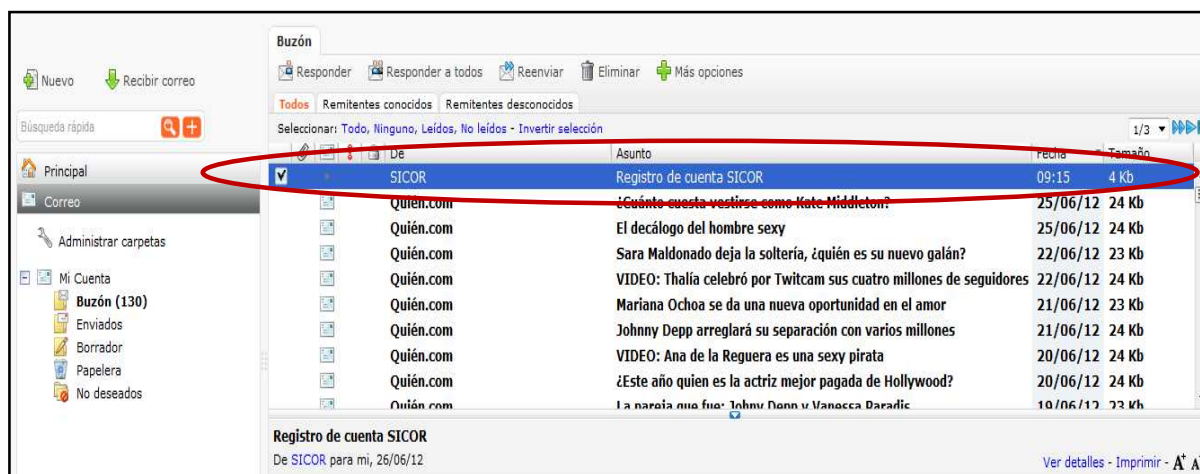 Buzón
Nuevo Recibir correo
Responder Responder a todos Reenviar Eliminar Más opciones
Todos Remitentes conocidos Remitentes desconocidos
Búsqueda rápida
Seleccionar: Todo, Ninguno, Leídos, No leídos - Invertir selección 1/3
De Asunto Fecha Tamaño
Principal
SICOR Registro de cuenta SICOR 09:15 4 Kb
Correo
Quién.com ¿Cuánto cuesta vestirse como Kate Middleton? 25/06/12 24 Kb
Quién.com El decálogo del hombre sexy 25/06/12 24 Kb
Administrar carpetas
Quién.com Sara Maldonado deja la soltería, ¿quién es su nuevo galán? 22/06/12 23 Kb
Mi Cuenta
Quién.com VIDEO: Thalía celebró por Twitcam sus cuatro millones de seguidores 22/06/12 24 Kb
Buzón (130)
Quién.com Mariana Ochoa se da una nueva oportunidad en el amor 21/06/12 23 Kb
Enviados
Quién.com Johnny Depp arreglará su separación con varios millones 21/06/12 24 Kb
Borrador
Quién.com VIDEO: Ana de la Reguera es una sexy pirata 20/06/12 24 Kb
Papelera
Quién.com ¿Este año quien es la actriz mejor pagada de Hollywood? 20/06/12 24 Kb
No deseados
Quién.com La pareja que fue: Johny Depp y Vanessa Paradis 19/06/12 23 Kb
Registro de cuenta SICOR
De SICOR para mi, 26/06/12 Ver detalles - Imprimir - A+ A